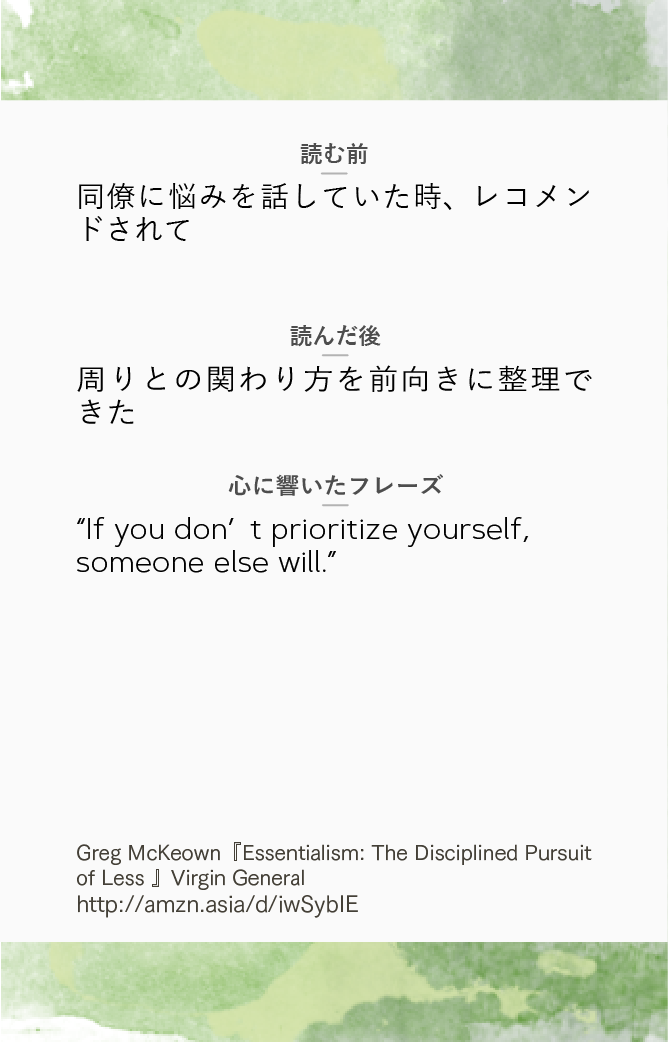 読む前
同僚に悩みを話していた時、レコメン
ドされて
読んだ後
周りとの関わり方を前向きに整理で
きた
心に響いたフレーズ
“If you don’t prioritize yourself,
someone else will.”
Greg McKeown『Essentialism: The Disciplined Pursuit
of Less 』Virgin General
http://amzn.asia/d/iwSyblE